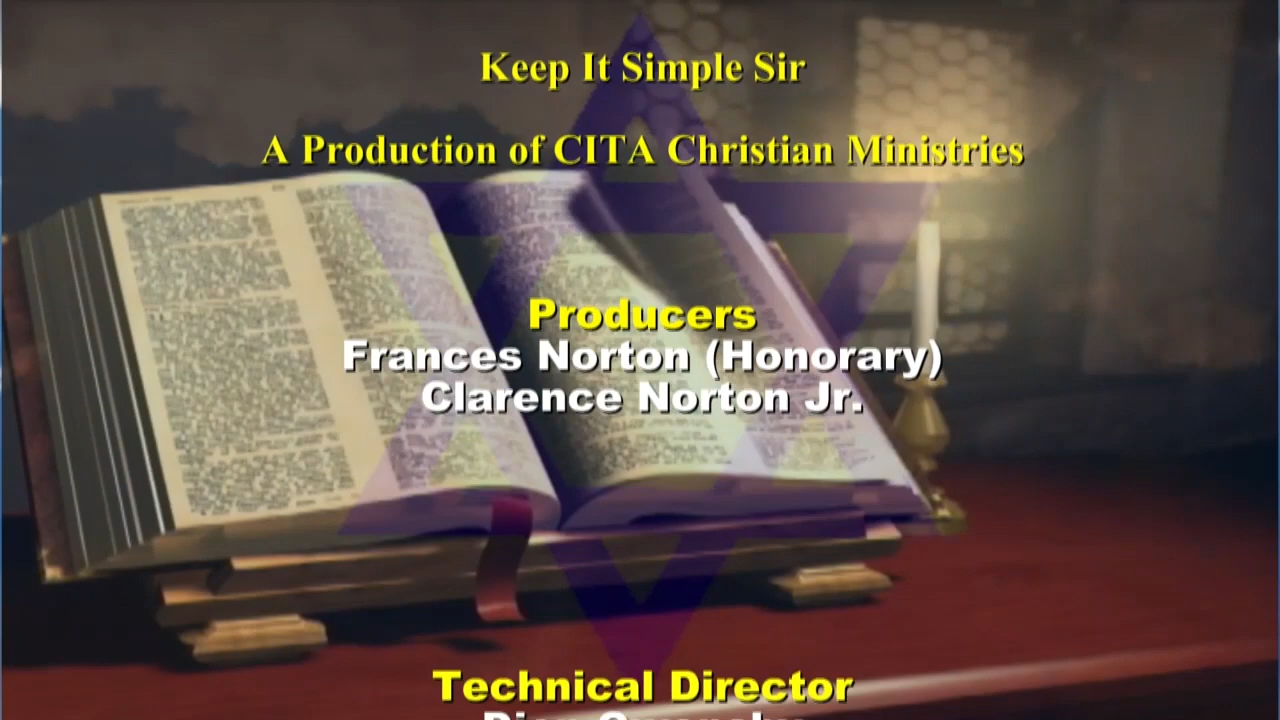 Keep It Simple Sir
A Production of CITA Christian Ministries
Producers
Frances Norton (Honorary)
Clarence Norton Jr.
Technical Director